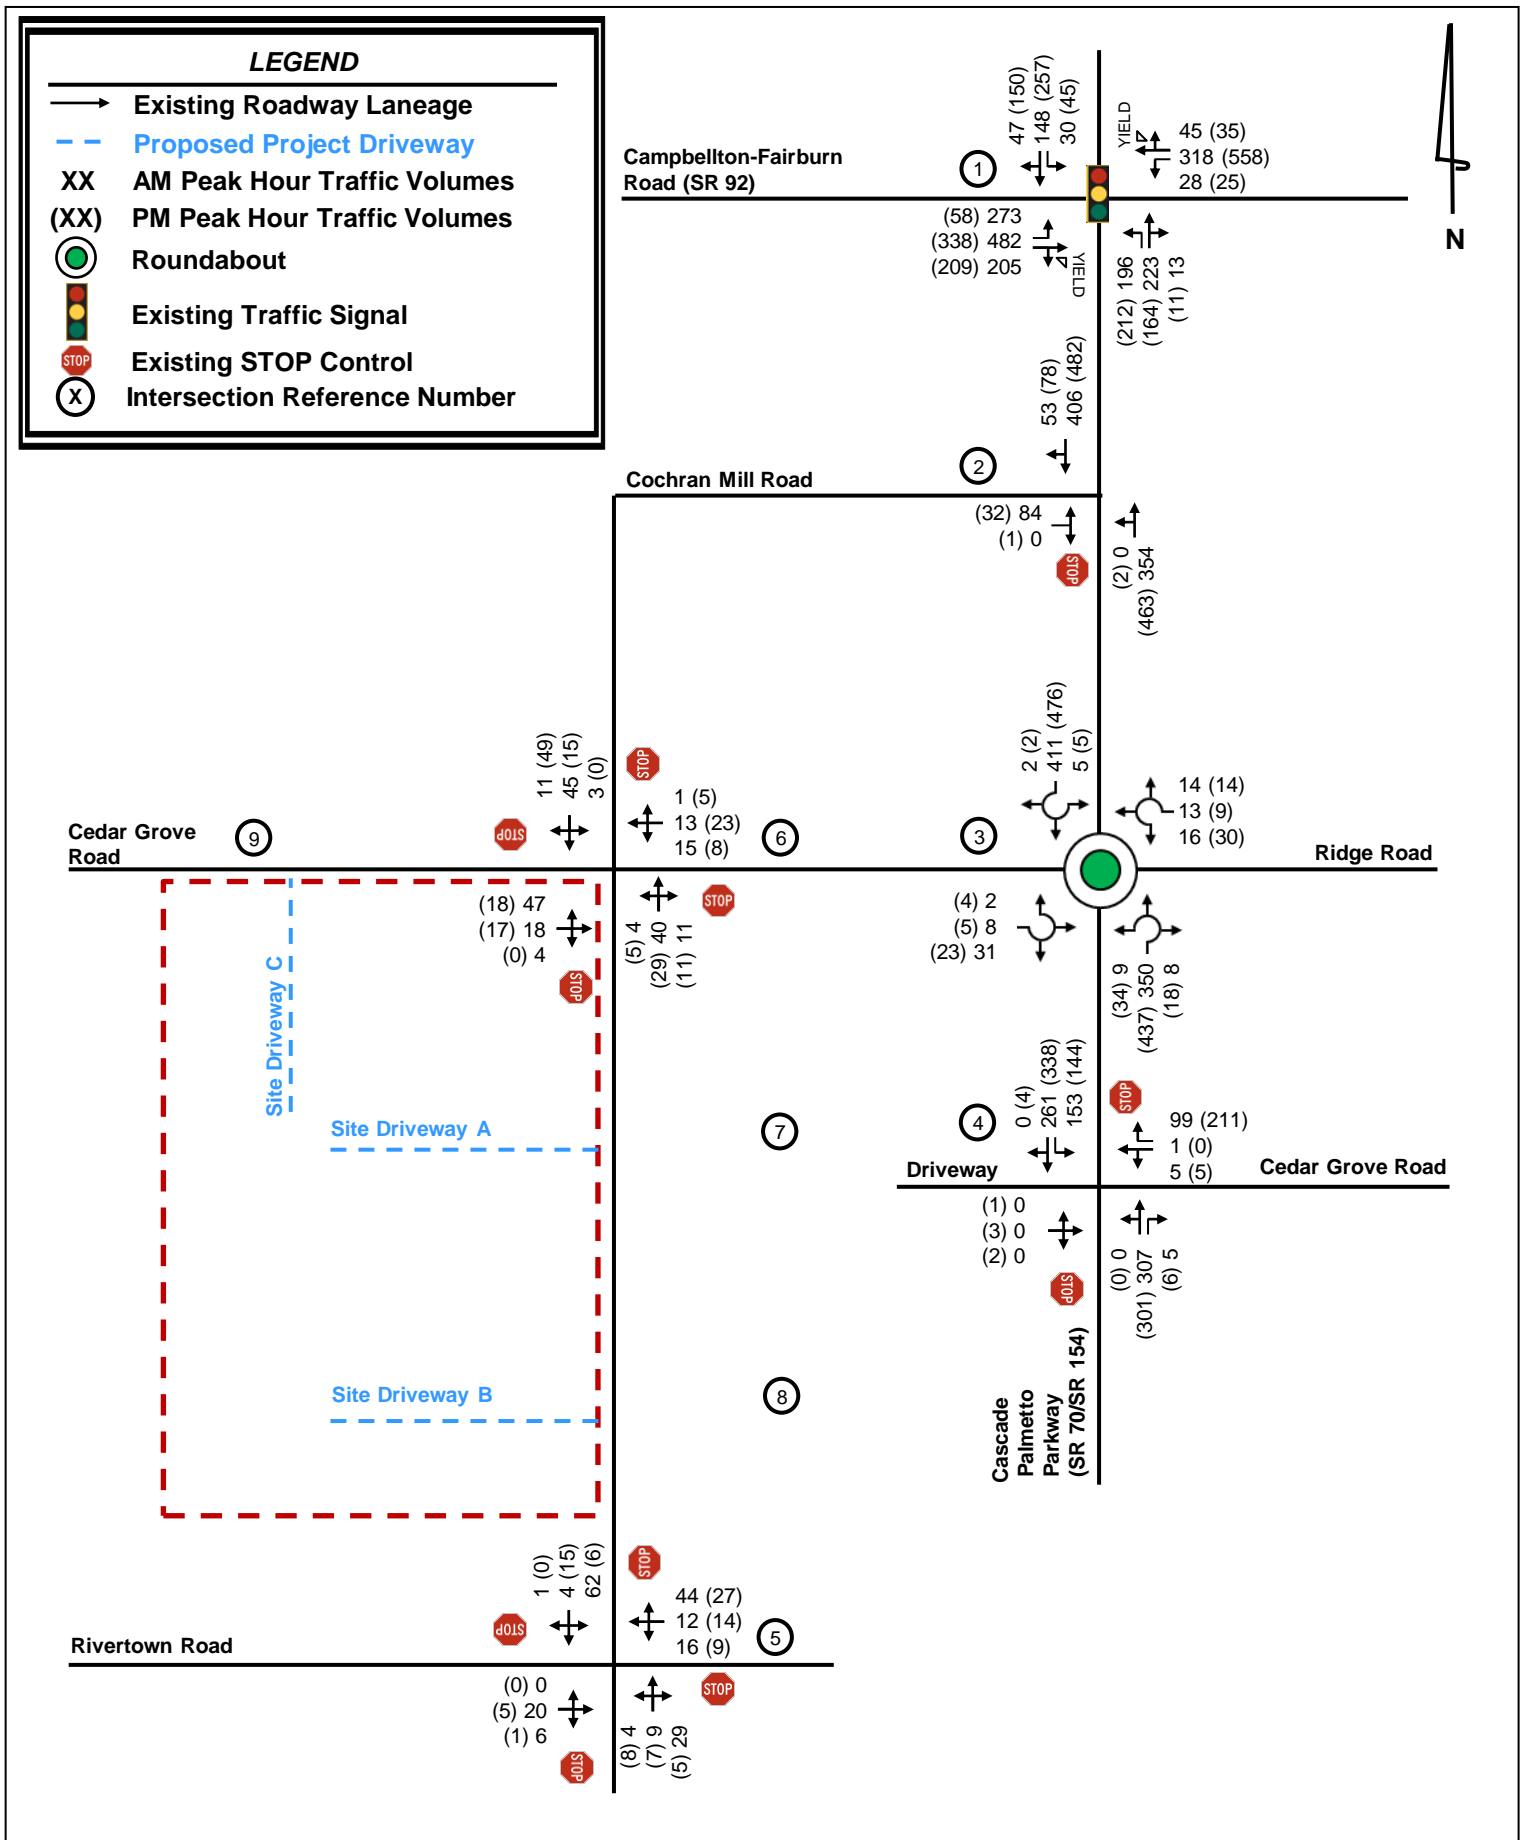 LEGEND
Existing Roadway Laneage
Proposed Project Driveway
XX AM Peak Hour Traffic Volumes
(XX) PM Peak Hour Traffic Volumes
Roundabout
Existing Traffic Signal
STOP Existing STOP Control
X Intersection Reference Number
N
Campbellton-Fairburn
Road (SR 92)
1
47 (150)
148 (257)
30 (45)
YIELD
45 (35)
318 (558)
28 (25)
(58) 273
(338) 482
(209) 205
YIELD
(212) 196
(164) 223
(11) 13
53 (78)
406 (482)
2
Cochran Mill Road
(32) 84
(1) 0
STOP
(2) 0
(463) 354
2 (2)
411 (476)
5 (5)
14 (14)
13 (9)
16 (30)
3
Ridge Road
(4) 2
(5) 8
(23) 31
(34) 9
(437) 350
(18) 8
11 (49)
45 (15)
3 (0)
STOP
STOP
1 (5)
13 (23)
15 (8)
6
Cedar Grove
Road
9
(18) 47
(17) 18
(0) 4
STOP
(5) 4
(29) 40
(11) 11
STOP
Site Driveway C
Site Driveway A
7
0 (4)
261 (338)
153 (144)
4
STOP
99 (211)
1 (0)
5 (5)
Driveway
Cedar Grove Road
(1) 0
(3) 0
(2) 0
STOP
(0) 0
(301) 307
(6) 5
Cascade
Palmetto
Parkway
(SR 70/SR 154)
Site Driveway B
8
1 (0)
4 (15)
62 (6)
STOP
STOP
44 (27)
12 (14)
16 (9)
5
Rivertown Road
(0) 0
(5) 20
(1) 6
STOP
(8) 4
(7) 9
(5) 29
STOP